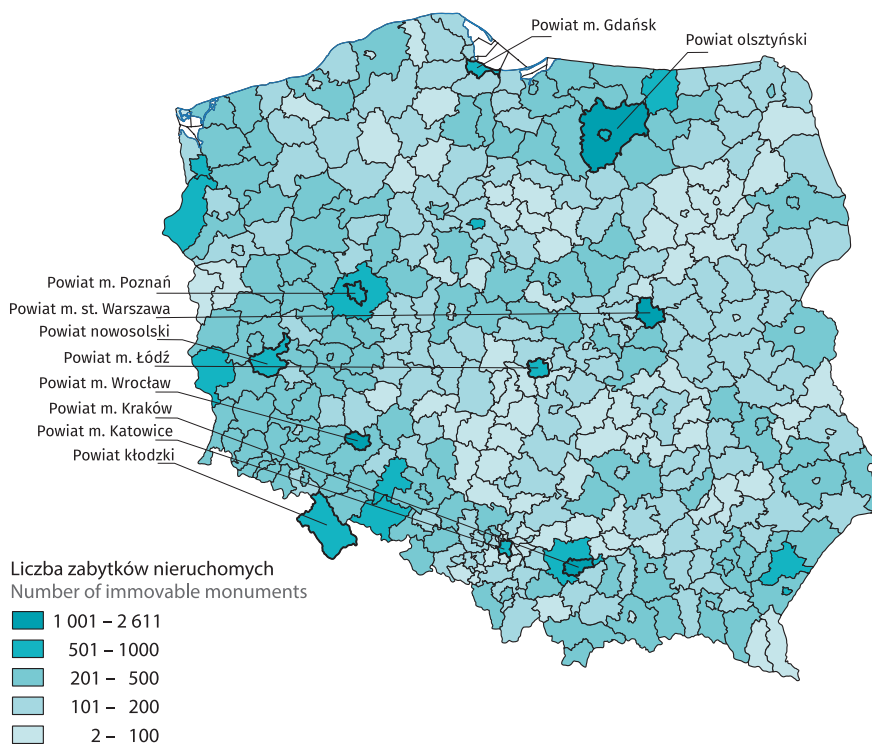 Powiat m. Gdańsk
Powiat olsztyński
Powiat m. Poznań
Powiat m. st. Warszawa
Powiat nowosolski
Powiat m. Łódź
Powiat m. Wrocław
Powiat m. Kraków
Powiat m. Katowice
Powiat kłodzki
Liczba zabytków nieruchomych
Number of immovable monuments
1 001 – 2 611
501 – 1000
201 – 500
101 – 200
2 – 100